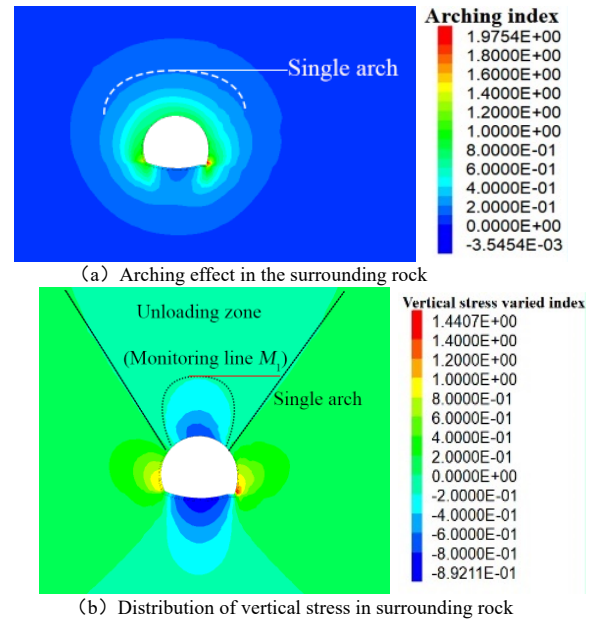 Arching index
1.9754E+00
1.8000E+00
1.6000E+00
1.4000E+00
1.2000E+00
1.0000E+00
8.0000E-01
6.0000E-01
4.0000E-01
2.0000E-01
0.0000E+00
-3.5454E-03
Single arch
（a）Arching effect in the surrounding rock
Vertical stress varied index
1.4407E+00
1.4000E+00
1.2000E+00
1.0000E+00
8.0000E-01
6.0000E-01
4.0000E-01
2.0000E-01
0.0000E+00
-2.0000E-01
-4.0000E-01
-6.0000E-01
-8.0000E-01
-8.9211E-01
Unloading zone
(Monitoring line M1)
Single arch
（b）Distribution of vertical stress in surrounding rock